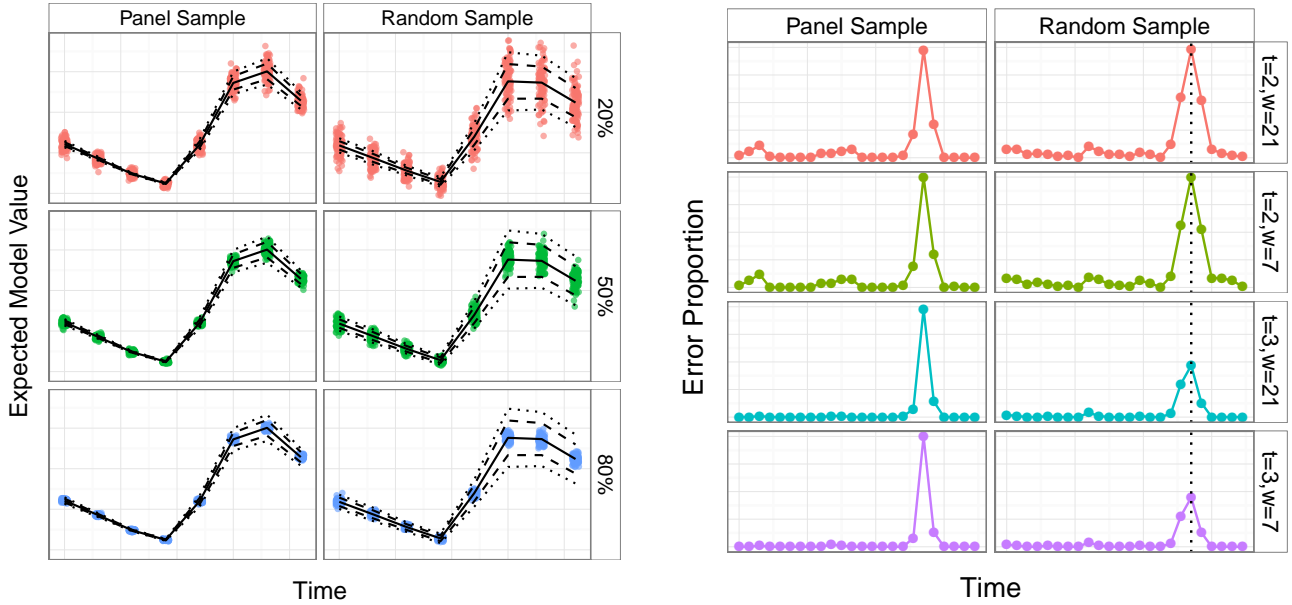 Panel Sample
Random Sample
20%
50%
80%
Expected Model Value
Time
Panel Sample
Random Sample
t=2,w=21
t=2,w=7
t=3,w=21
t=3,w=7
Error Proportion
Time